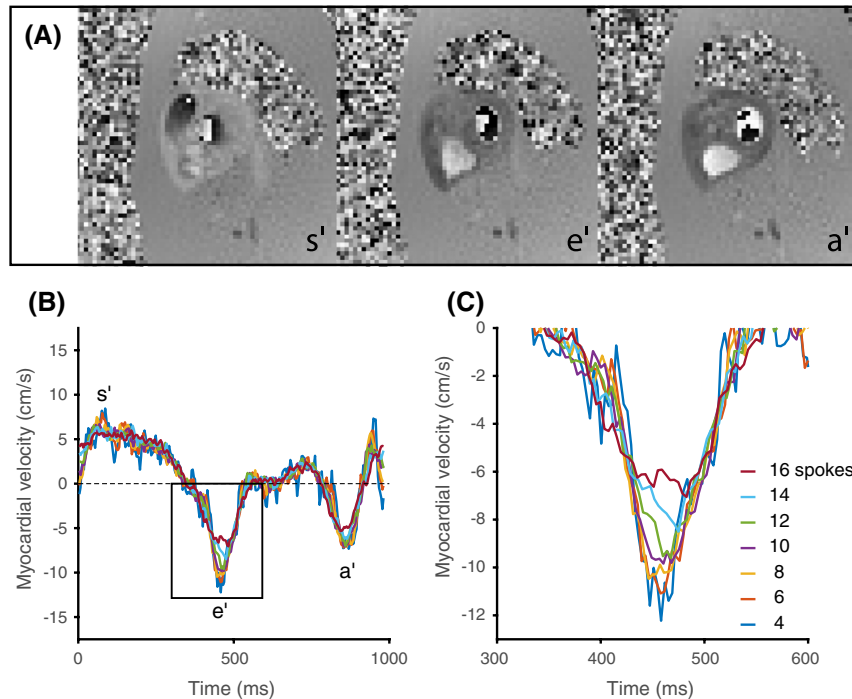 (A)
s'
e'
a'
(B)
(C)
Myocardial velocity (cm/s)
15
10
5
0
-5
-10
-15
s'
e'
a'
0
500
1000
Time (ms)
Myocardial velocity (cm/s)
0
-2
-4
-6
-8
-10
-12
16 spokes
14
12
10
8
6
4
300
400
500
600
Time (ms)